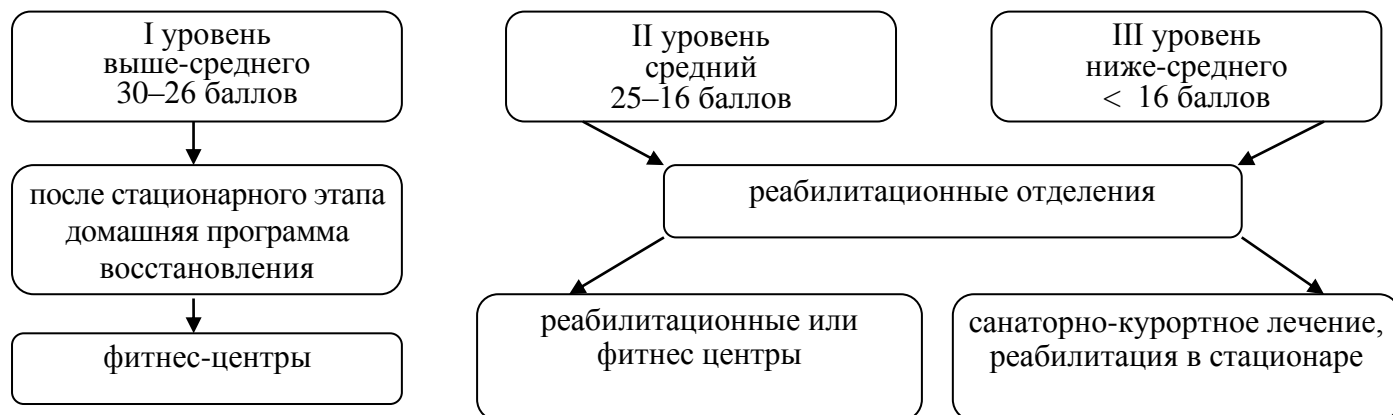 I уровень
выше-среднего
30–26 баллов
II уровень
средний
25–16 баллов
III уровень
ниже-среднего
< 16 баллов
после стационарного этапа
домашняя программа
восстановления
реабилитационные отделения
фитнес-центры
реабилитационные или
фитнес центры
санаторно-курортное лечение,
реабилитация в стационаре